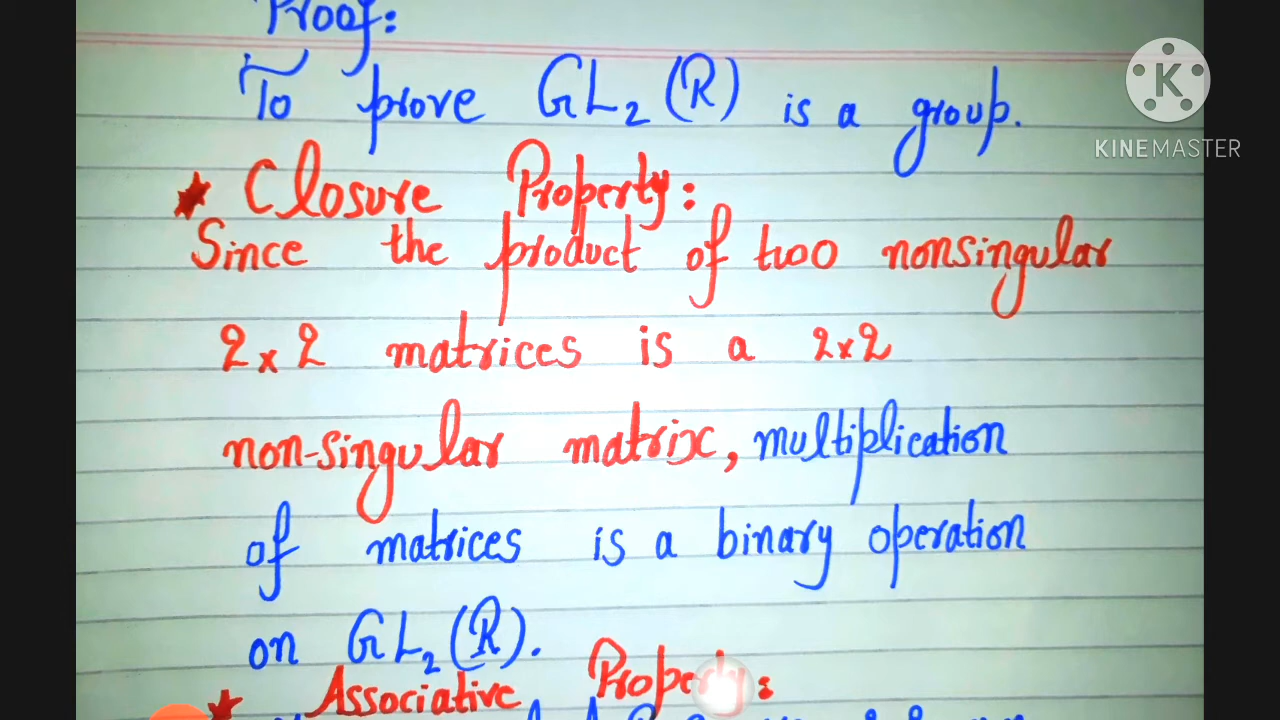 Proof:
To prove GL₂(R) is a group.
K
KINEMASTER
★ Closure Property:
Since the product of two nonsingular
2×2 matrices is a 2×2
non-singular matrix, multiplication
of matrices is a binary operation
on GL₂(R).
★ Associative Property: